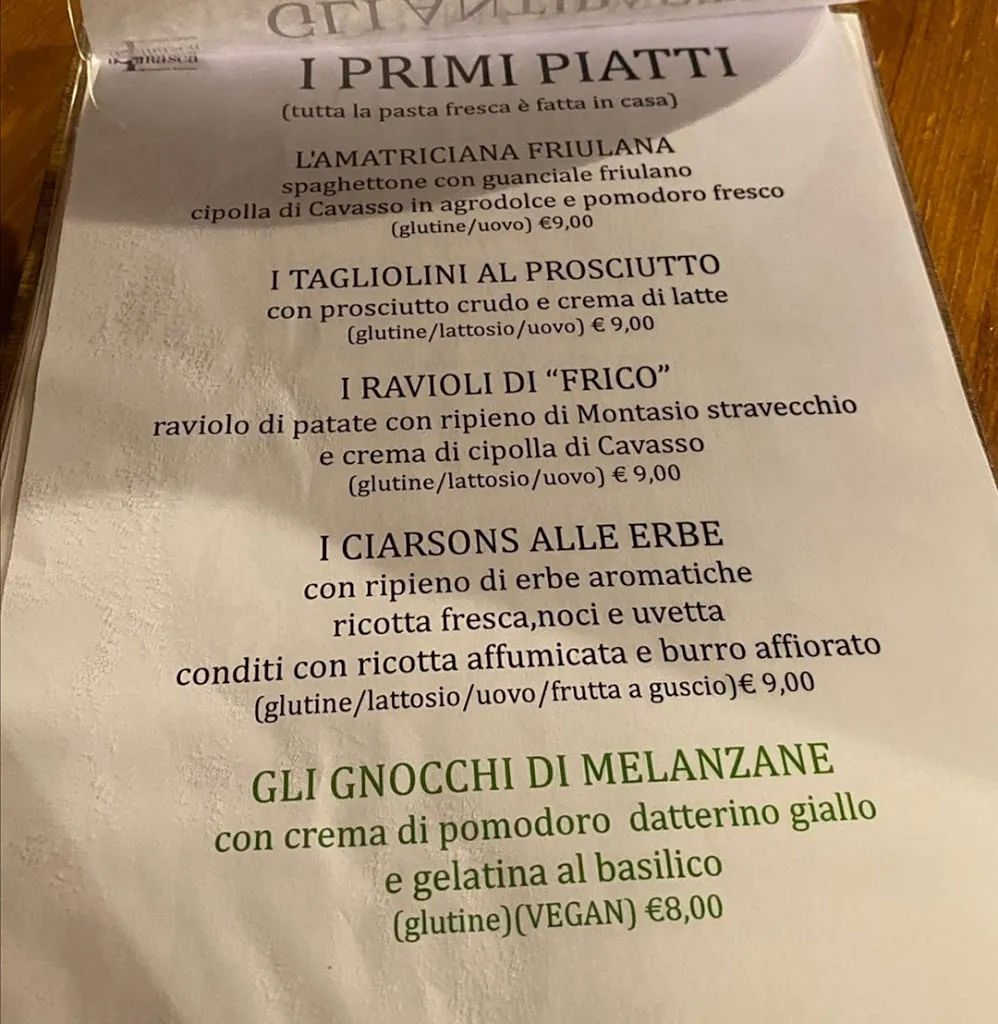 GLI ANTIPASTI
I PRIMI PIATTI
(tutta la pasta fresca è fatta in casa)
L'AMATRICIANA FRIULANA
spaghettone con guanciale friulano
cipolla di Cavasso in agrodolce e pomodoro fresco
(glutine/uovo) €9,00
I TAGLIOLINI AL PROSCIUTTO
con prosciutto crudo e crema di latte
(glutine/lattosio/uovo) € 9,00
I RAVIOLI DI “FRICO”
raviolo di patate con ripieno di Montasio stravecchio
e crema di cipolla di Cavasso
(glutine/lattosio/uovo) € 9,00
I CIARSONS ALLE ERBE
con ripieno di erbe aromatiche
ricotta fresca,noci e uvetta
conditi con ricotta affumicata e burro affiorato
(glutine/lattosio/uovo/frutta a guscio)€ 9,00
GLI GNOCCHI DI MELANZANE
con crema di pomodoro  datterino giallo
e gelatina al basilico
(glutine)(VEGAN) €8,00